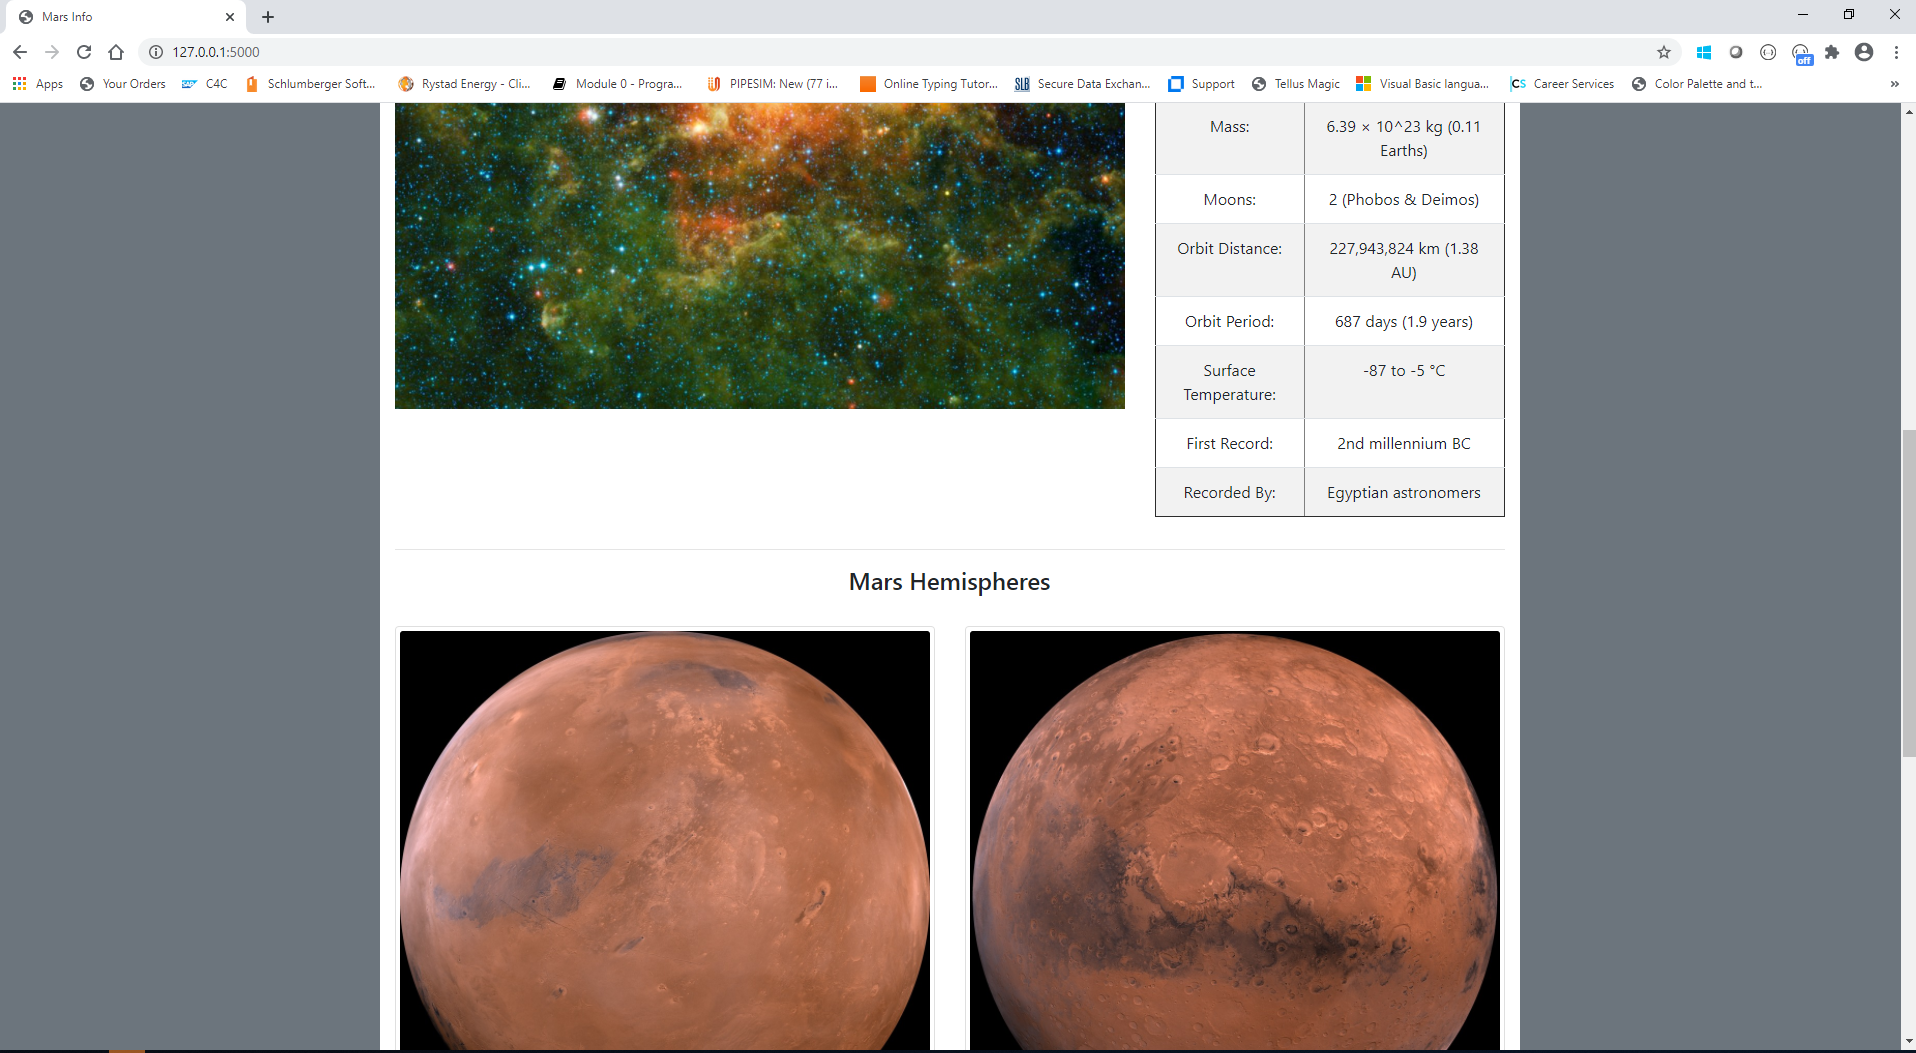 Mars Info
127.0.0.1:5000
off
Apps
Your Orders
SAP
C4C
Schlumberger Soft...
Rystad Energy - Cli...
Module 0 - Progra...
PIPESIM: New (77 i...
Online Typing Tutor...
SLB
Secure Data Exchan...
Support
Tellus Magic
Visual Basic langua...
CS
Career Services
Color Palette and t...
»
Mass:
6.39 × 10^23 kg (0.11
Earths)
Moons:
2 (Phobos & Deimos)
Orbit Distance:
227,943,824 km (1.38
AU)
Orbit Period:
687 days (1.9 years)
Surface
Temperature:
-87 to -5 °C
First Record:
2nd millennium BC
Recorded By:
Egyptian astronomers
Mars Hemispheres